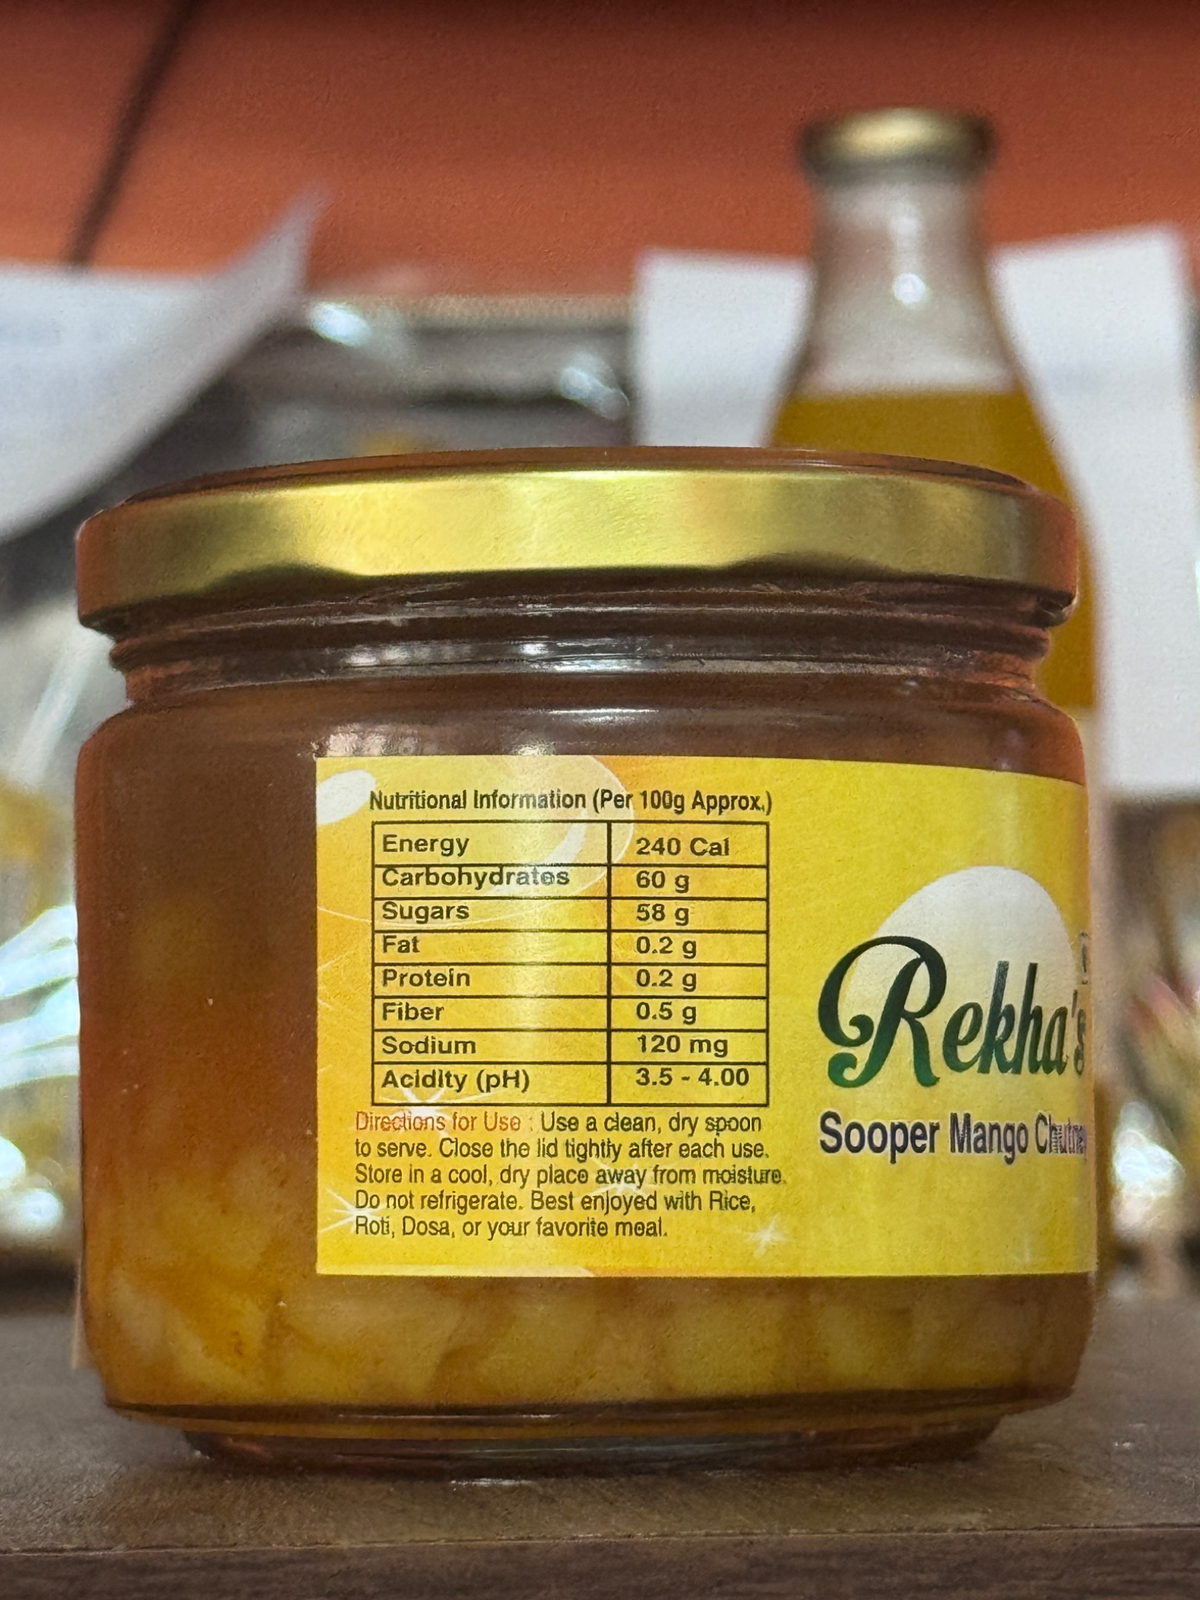 Nutritional Information (Per 100g Approx.)
Energy 240 Cal
Carbohydrates 60 g
Sugars 58 g
Fat 0.2 g
Protein 0.2 g
Fiber 0.5 g
Sodium 120 mg
Acidity (pH) 3.5 - 4.00
Directions for Use : Use a clean, dry spoon
to serve. Close the lid tightly after each use.
Store in a cool, dry place away from moisture.
Do not refrigerate. Best enjoyed with Rice,
Roti, Dosa, or your favorite meal.
Rekha's
Sooper Mango Chutney